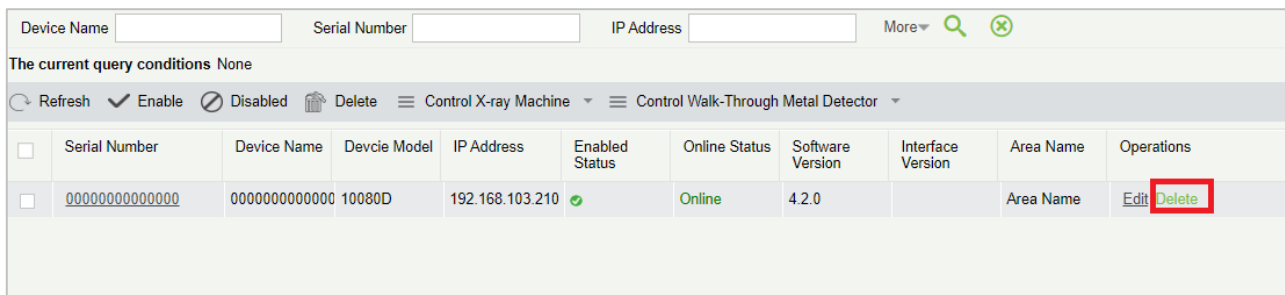 Device Name Serial Number IP Address More
The current query conditions None
Refresh Enable Disabled Delete Control X-ray Machine Control Walk-Through Metal Detector
Serial Number Device Name Devcie Model IP Address Enabled Status Online Status Software Version Interface Version Area Name Operations
00000000000000 0000000000000 10080D 192.168.103.210 Online 4.2.0 Area Name Edit Delete